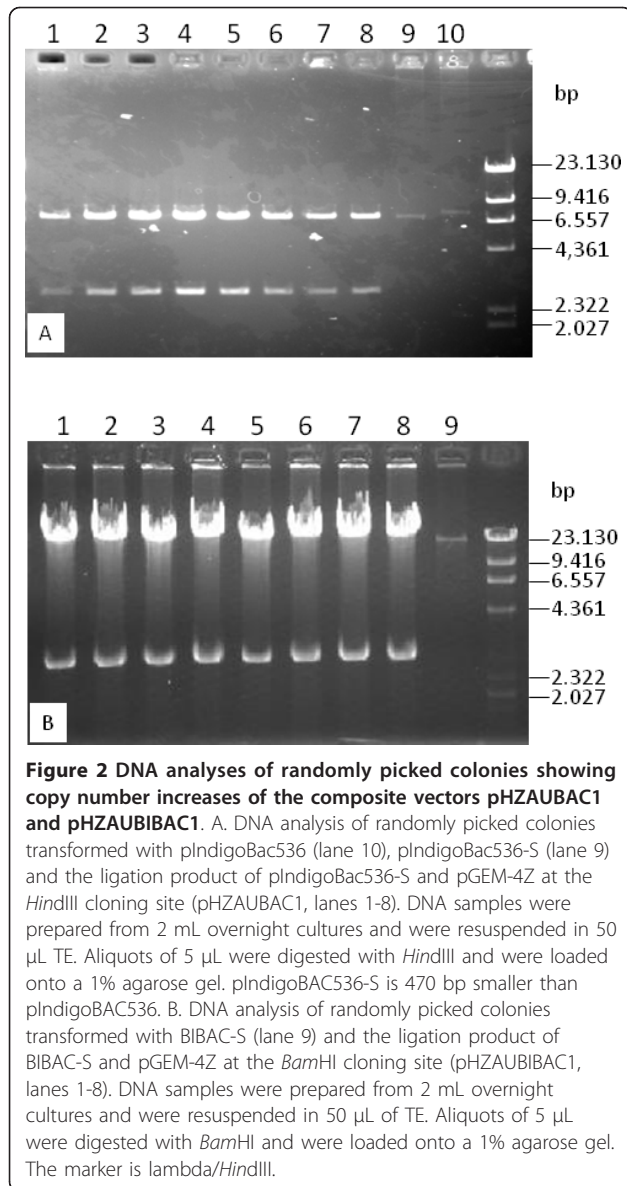 1 2 3 4 5 6 7 8 9 10
bp
23.130
9.416
6.557
4,361
2.322
2.027
A
1 2 3 4 5 6 7 8 9
bp
23.130
9.416
6.557
4.361
2.322
2.027
B
Figure 2 DNA analyses of randomly picked colonies showing
copy number increases of the composite vectors pHZAUBAC1
and pHZAUBIBAC1. A. DNA analysis of randomly picked colonies
transformed with pIndigoBac536 (lane 10), pIndigoBac536-S (lane 9)
and the ligation product of pIndigoBac536-S and pGEM-4Z at the
HindIII cloning site (pHZAUBAC1, lanes 1-8). DNA samples were
prepared from 2 mL overnight cultures and were resuspended in 50
μL TE. Aliquots of 5 μL were digested with HindIII and were loaded
onto a 1% agarose gel. pIndigoBAC536-S is 470 bp smaller than
pIndigoBAC536. B. DNA analysis of randomly picked colonies
transformed with BIBAC-S (lane 9) and the ligation product of
BIBAC-S and pGEM-4Z at the BamHI cloning site (pHZAUBIBAC1,
lanes 1-8). DNA samples were prepared from 2 mL overnight
cultures and were resuspended in 50 μL of TE. Aliquots of 5 μL
were digested with BamHI and were loaded onto a 1% agarose gel.
The marker is lambda/HindIII.